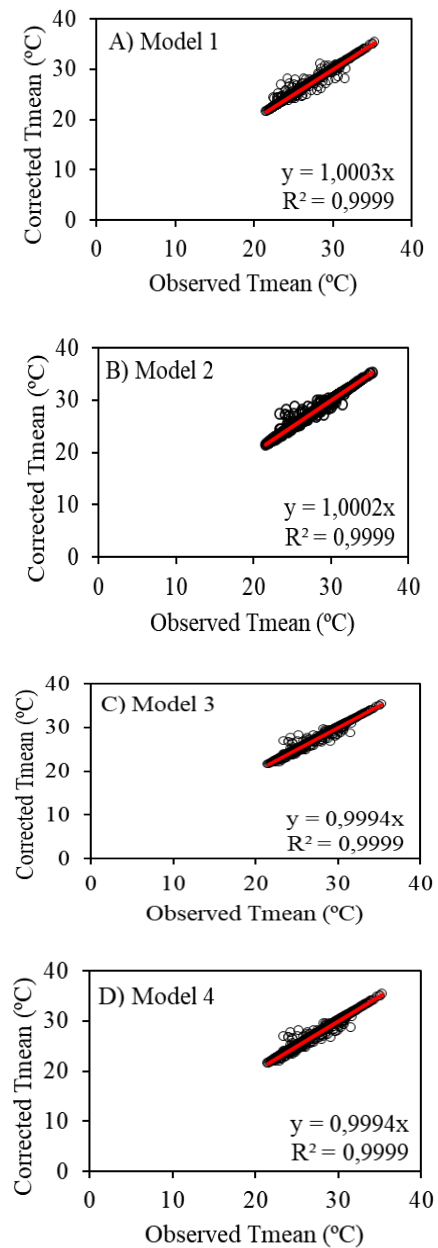 A) Model 1
Corrected Tmean (ºC)
40
30
20
10
0
y = 1,0003x
R² = 0,9999
0 10 20 30 40
Observed Tmean (ºC)
B) Model 2
Corrected Tmean (ºC)
40
30
20
10
0
y = 1,0002x
R² = 0,9999
0 10 20 30 40
Observed Tmean (ºC)
C) Model 3
Corrected Tmean (ºC)
40
30
20
10
0
y = 0,9994x
R² = 0,9999
0 10 20 30 40
Observed Tmean (ºC)
D) Model 4
Corrected Tmean (ºC)
40
30
20
10
0
y = 0,9994x
R² = 0,9999
0 10 20 30 40
Observed Tmean (ºC)